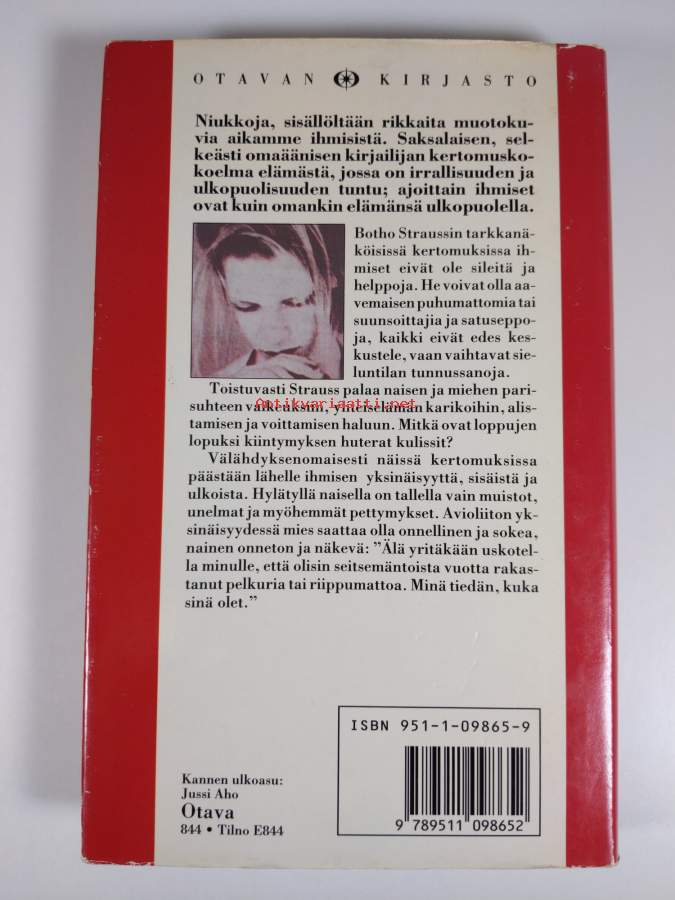 OTAVAN KIRJASTO
Niukkoja, sisällöltään rikkaita muotoku-
via aikamme ihmisistä. Saksalaisen, sel-
keästi omaäänisen kirjailijan kertomusko-
koelma elämästä, jossa on irrallisuuden ja
ulkopuolisuuden tuntu; ajoittain ihmiset
ovat kuin omankin elämänsä ulkopuolella.
Botho Straussin tarkkanä-
köisissä kertomuksissa ih-
miset eivät ole sileitä ja
helppoja. He voivat olla aa-
vemaisen puhumattomia tai
suunsoittajia ja satuseppo-
ja, kaikki eivät edes kes-
kustele, vaan vaihtavat sie-
luntilan tunnussanoja.
Toistuvasti Strauss palaa naisen ja miehen pari-
Antikvariaatti.net
suhteen vaikeuksiin, yhteiselämän karikoihin, alis-
tamisen ja voittamisen haluun. Mitkä ovat loppujen
lopuksi kiintymyksen huterat kulissit?
Välähdyksenomaisesti näissä kertomuksissa
päästään lähelle ihmisen yksinäisyyttä, sisäistä ja
ulkoista. Hylätyllä naisella on tallella vain muistot,
unelmat ja myöhemmät pettymykset. Avioliiton yk-
sinäisyydessä mies saattaa olla onnellinen ja sokea,
nainen onneton ja näkevä: ”Älä yritäkään uskotel-
la minulle, että olisin seitsemäntoista vuotta rakas-
tanut pelkuria tai riippumattoa. Minä tiedän, kuka
sinä olet.”
ISBN 951-1-09865-9
9 789511 098652
Kannen ulkoasu:
Jussi Aho
Otava
844 • Tilno E844